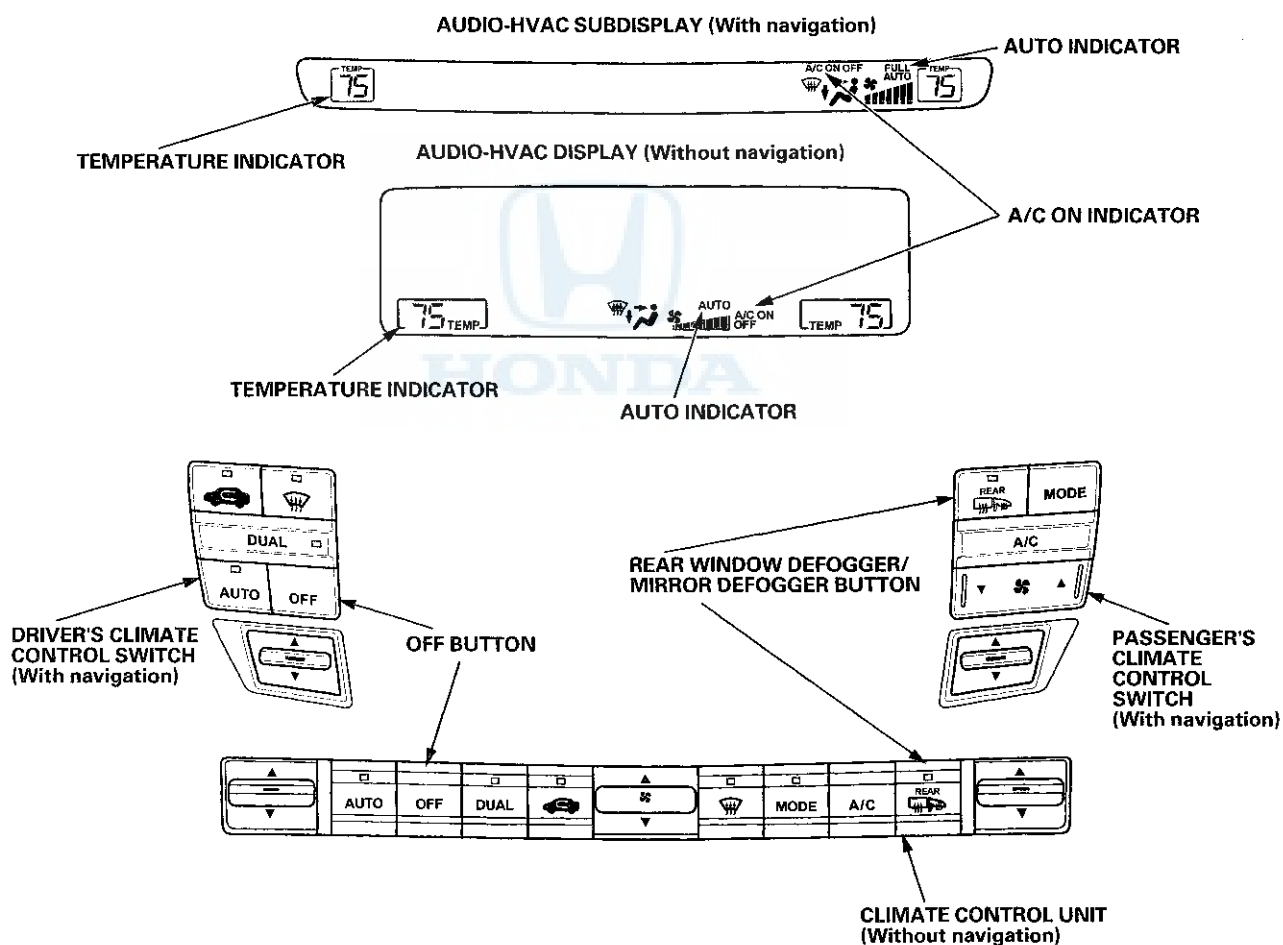 AUDIO-HVAC SUBDISPLAY (With navigation)
AUTO INDICATOR
TEMP
75
A/C ON OFF
FULL
AUTO
TEMP
75
TEMPERATURE INDICATOR
AUDIO-HVAC DISPLAY (Without navigation)
A/C ON INDICATOR
75 TEMP
AUTO
A/C ON
OFF
TEMP 75
HONDA
TEMPERATURE INDICATOR
AUTO INDICATOR
DUAL
AUTO
OFF
REAR
MODE
A/C
REAR WINDOW DEFOGGER/
MIRROR DEFOGGER BUTTON
DRIVER'S CLIMATE
CONTROL SWITCH
(With navigation)
OFF BUTTON
PASSENGER'S
CLIMATE
CONTROL
SWITCH
(With navigation)
AUTO
OFF
DUAL
MODE
A/C
REAR
CLIMATE CONTROL UNIT
(Without navigation)